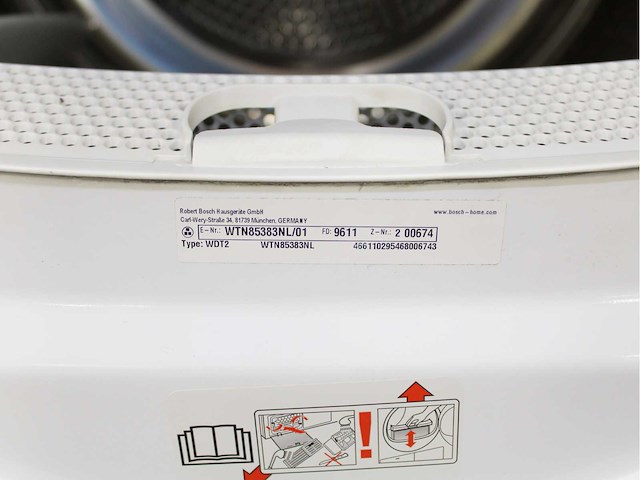 Robert Bosch Hausgeräte GmbH www.bosch-home.com
Carl-Wery-Straße 34, 81739 München, GERMANY
E-Nr.: WTN85383NL/01 FD: 9611 Z-Nr.: 2 00674
Type: WDT2 WTN85383NL 466110295468006743
!